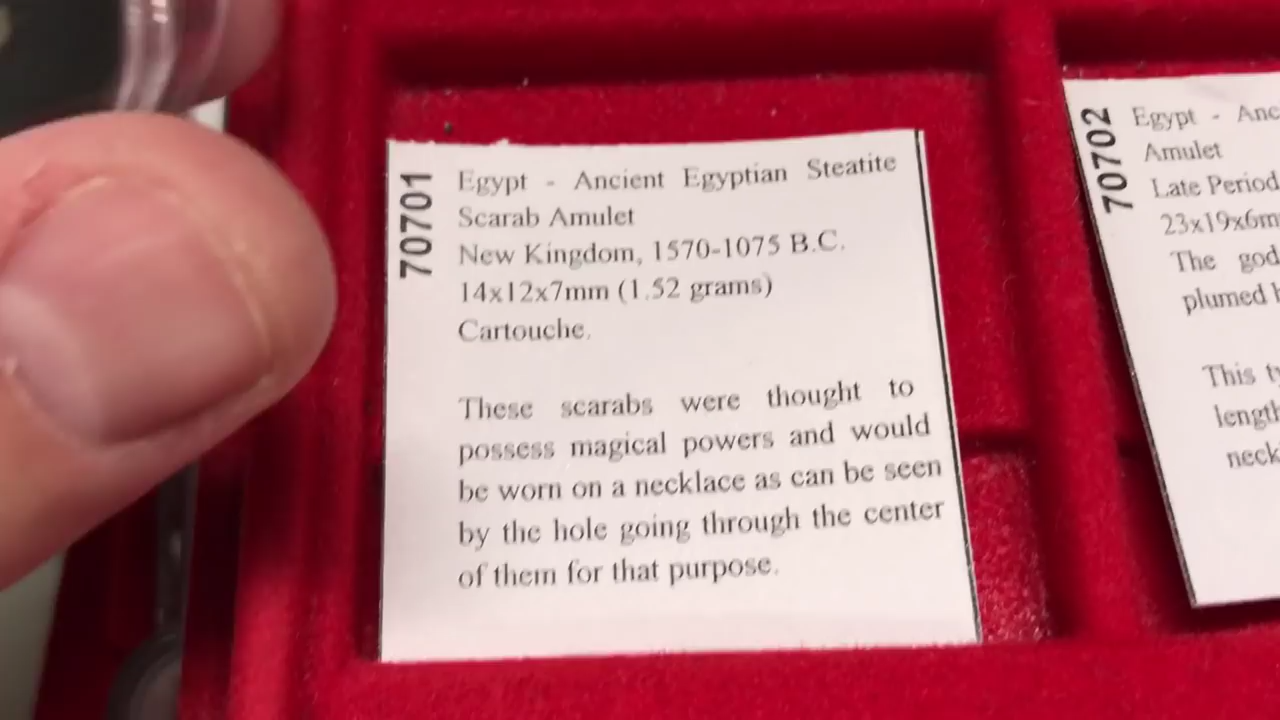 70701
Egypt - Ancient Egyptian Steatite
Scarab Amulet
New Kingdom, 1570-1075 B.C.
14x12x7mm (1.52 grams)
Cartouche.
These scarabs were thought to
possess magical powers and would
be worn on a necklace as can be seen
by the hole going through the center
of them for that purpose.
70702
Egypt - Anc
Amulet
Late Period
23x19x6m
The god
plumed
This
length
neck